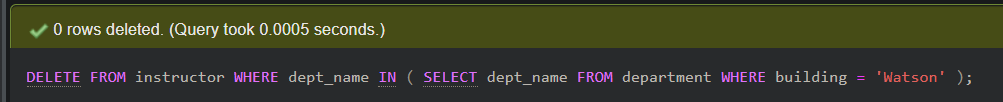 0 rows deleted. (Query took 0.0005 seconds.)
DELETE FROM instructor WHERE dept_name IN ( SELECT dept_name FROM department WHERE building = 'Watson' );